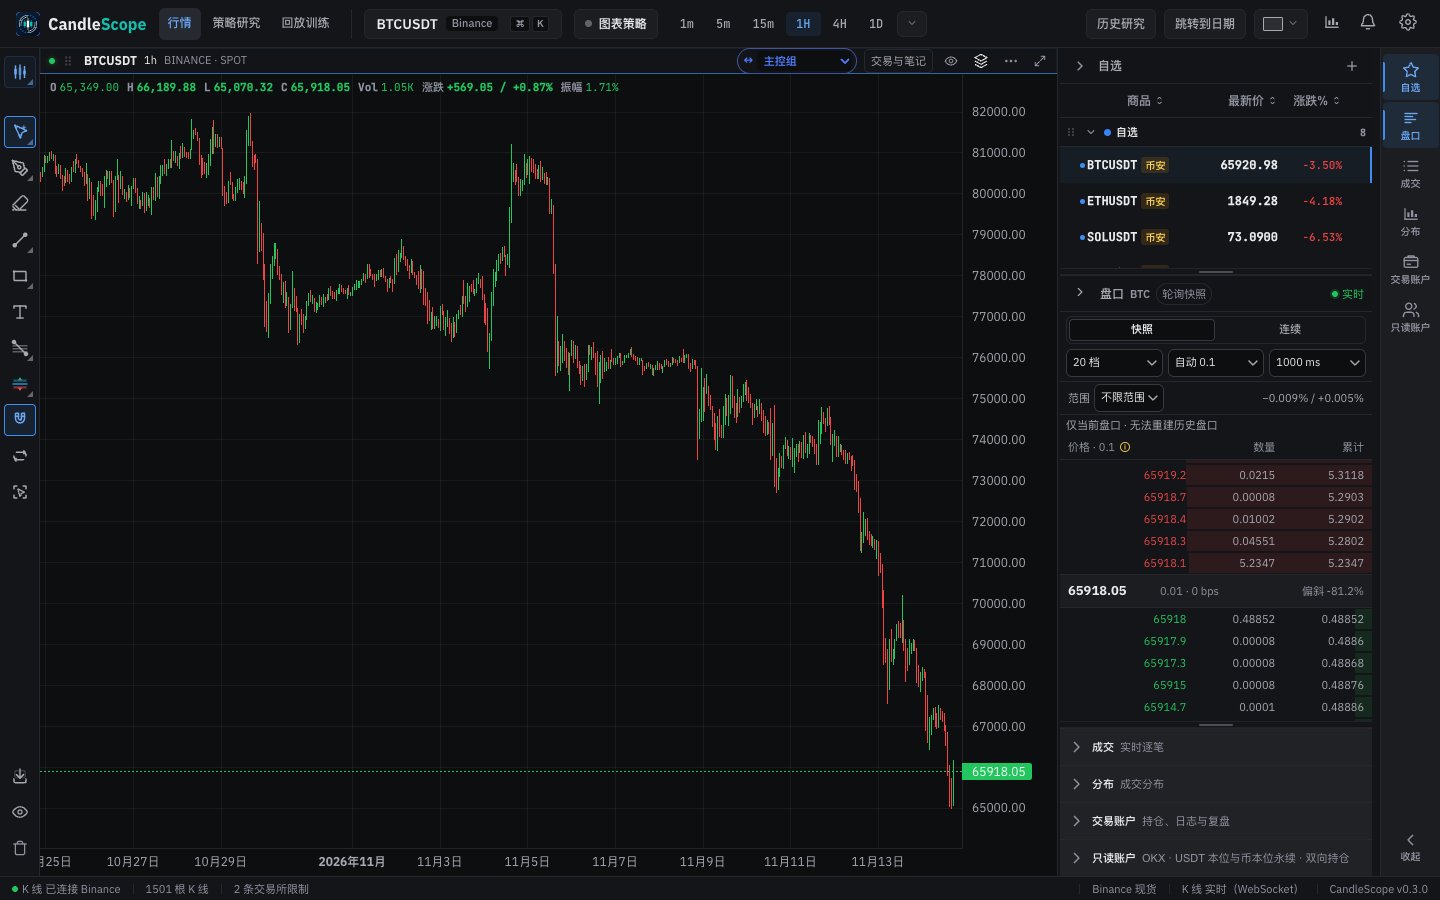 CandleScope 行情 策略研究 回放训练 BTCUSDT Binance ⌘ K 图表策略 1m 5m 15m 1H 4H 1D 历史研究 跳转到日期
BTCUSDT 1h BINANCE · SPOT 主控组 交易与笔记
O 65,349.00 H 66,189.88 L 65,070.32 C 65,918.05 Vol 1.05K 涨跌 +569.05 / +0.87% 振幅 1.71%
82000.00
81000.00
80000.00
79000.00
78000.00
77000.00
76000.00
75000.00
74000.00
73000.00
72000.00
71000.00
70000.00
69000.00
68000.00
67000.00
65918.05
65000.00
月25日 10月27日 10月29日 2026年11月 11月3日 11月5日 11月7日 11月9日 11月11日 11月13日
自选
商品 最新价 涨跌%
自选 8
BTCUSDT 币安 65920.98 -3.50%
ETHUSDT 币安 1849.28 -4.18%
SOLUSDT 币安 73.0900 -6.53%
盘口 BTC 轮询快照 实时
快照 连续
20 档 自动 0.1 1000 ms
范围 不限范围 −0.009% / +0.005%
仅当前盘口 · 无法重建历史盘口
价格 · 0.1 数量 累计
65919.2 0.0215 5.3118
65918.7 0.00008 5.2903
65918.4 0.01002 5.2902
65918.3 0.04551 5.2802
65918.1 5.2347 5.2347
65918.05 0.01 · 0 bps 偏斜 -81.2%
65918 0.48852 0.48852
65917.9 0.00008 0.4886
65917.3 0.00008 0.48868
65915 0.00008 0.48876
65914.7 0.0001 0.48886
成交 实时逐笔
分布 成交分布
交易账户 持仓、日志与复盘
只读账户 OKX · USDT 本位与币本位永续 · 双向持仓
自选
盘口
成交
分布
交易账户
只读账户
收起
K 线 已连接 Binance 1501 根 K 线 2 条交易所限制 Binance 现货 K 线 实时（WebSocket） CandleScope v0.3.0